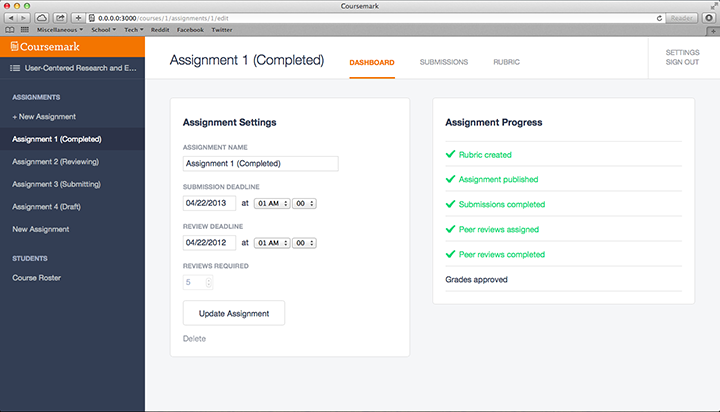 Coursemark
0.0.0.0:3000/courses/1/assignments/1/edit
Reader
Miscellaneous School Tech Reddit Facebook Twitter
Coursemark
User-Centered Research and E...
ASSIGNMENTS
+ New Assignment
Assignment 1 (Completed)
Assignment 2 (Reviewing)
Assignment 3 (Submitting)
Assignment 4 (Draft)
New Assignment
STUDENTS
Course Roster
Assignment 1 (Completed)
DASHBOARD SUBMISSIONS RUBRIC
SETTINGS
SIGN OUT
Assignment Settings
ASSIGNMENT NAME
Assignment 1 (Completed)
SUBMISSION DEADLINE
04/22/2013 at 01 AM 00
REVIEW DEADLINE
04/22/2012 at 01 AM 00
REVIEWS REQUIRED
5
Update Assignment
Delete
Assignment Progress
Rubric created
Assignment published
Submissions completed
Peer reviews assigned
Peer reviews completed
Grades approved